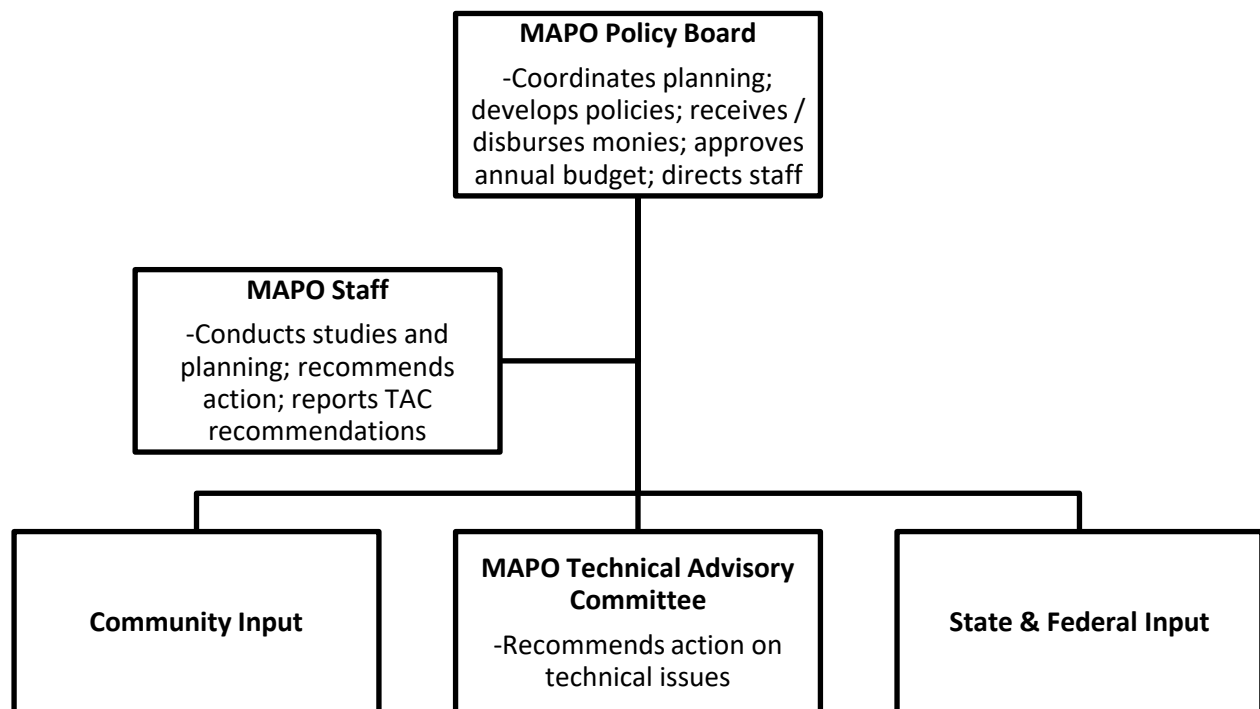 MAPO Policy Board
-Coordinates planning;
develops policies; receives /
disburses monies; approves
annual budget; directs staff
MAPO Staff
-Conducts studies and
planning; recommends
action; reports TAC
recommendations
Community Input
MAPO Technical Advisory
Committee
-Recommends action on
technical issues
State & Federal Input